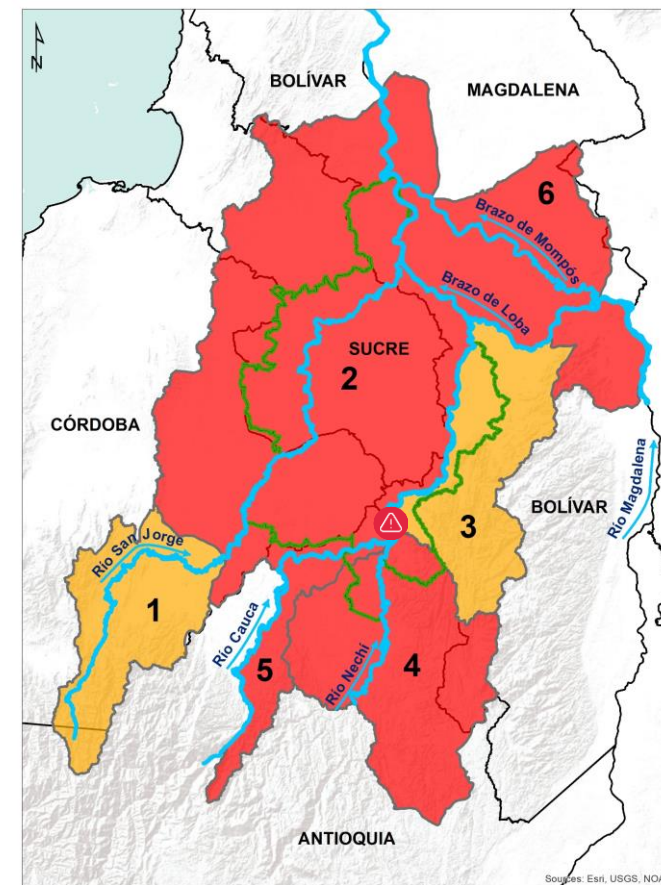 N
BOLÍVAR
MAGDALENA
6
Brazo de Mompós
Brazo de Loba
SUCRE
2
CÓRDOBA
BOLÍVAR
Río Magdalena
3
Río San Jorge
1
Río Cauca
5
Río Nechí
4
ANTIOQUIA
Sources: Esri, USGS, NOA